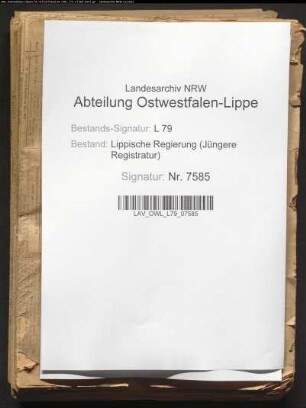 Landesarchiv NRW
Abteilung Ostwestfalen-Lippe
Bestands-Signatur: L 79
Bestand: Lippische Regierung (Jüngere
Registratur)
Signatur: Nr. 7585
LAV_OWL_L79_07585